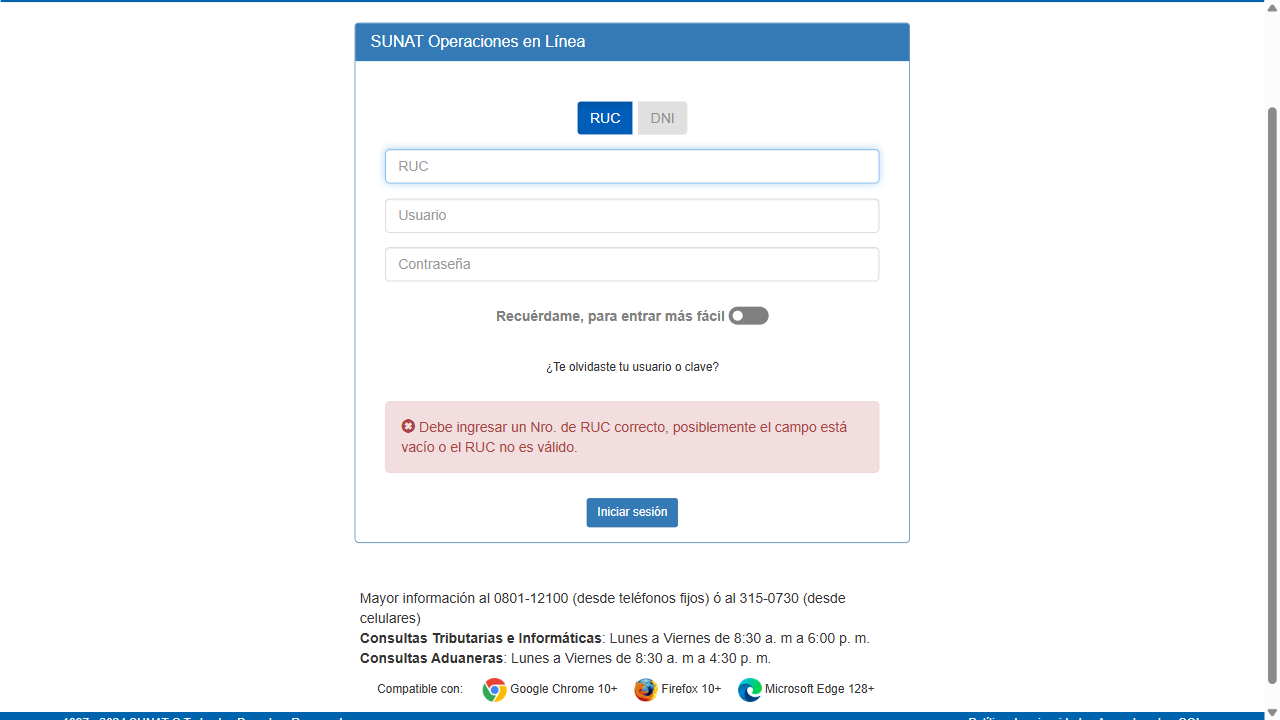 SUNAT Operaciones en Línea
RUC DNI
RUC
Usuario
Contraseña
Recuérdame, para entrar más fácil
¿Te olvidaste tu usuario o clave?
Debe ingresar un Nro. de RUC correcto, posiblemente el campo está
vacío o el RUC no es válido.
Iniciar sesión
Mayor información al 0801-12100 (desde teléfonos fijos) ó al 315-0730 (desde
celulares)
Consultas Tributarias e Informáticas: Lunes a Viernes de 8:30 a. m a 6:00 p. m.
Consultas Aduaneras: Lunes a Viernes de 8:30 a. m a 4:30 p. m.
Compatible con: Google Chrome 10+ Firefox 10+ Microsoft Edge 128+